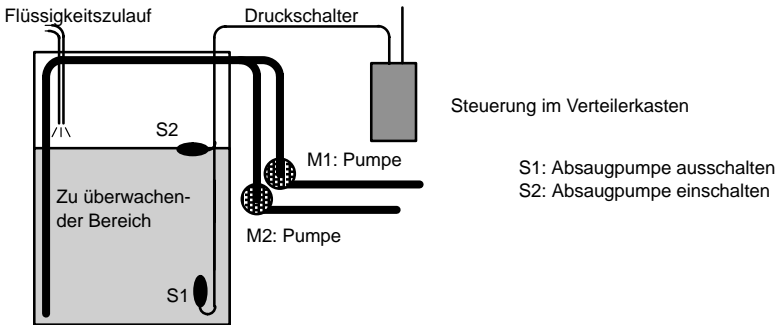 Flüssigkeitszulauf
Druckschalter
Steuerung im Verteilerkasten
S2
M1: Pumpe
S1: Absaugpumpe ausschalten
S2: Absaugpumpe einschalten
Zu überwachen-
der Bereich
M2: Pumpe
S1